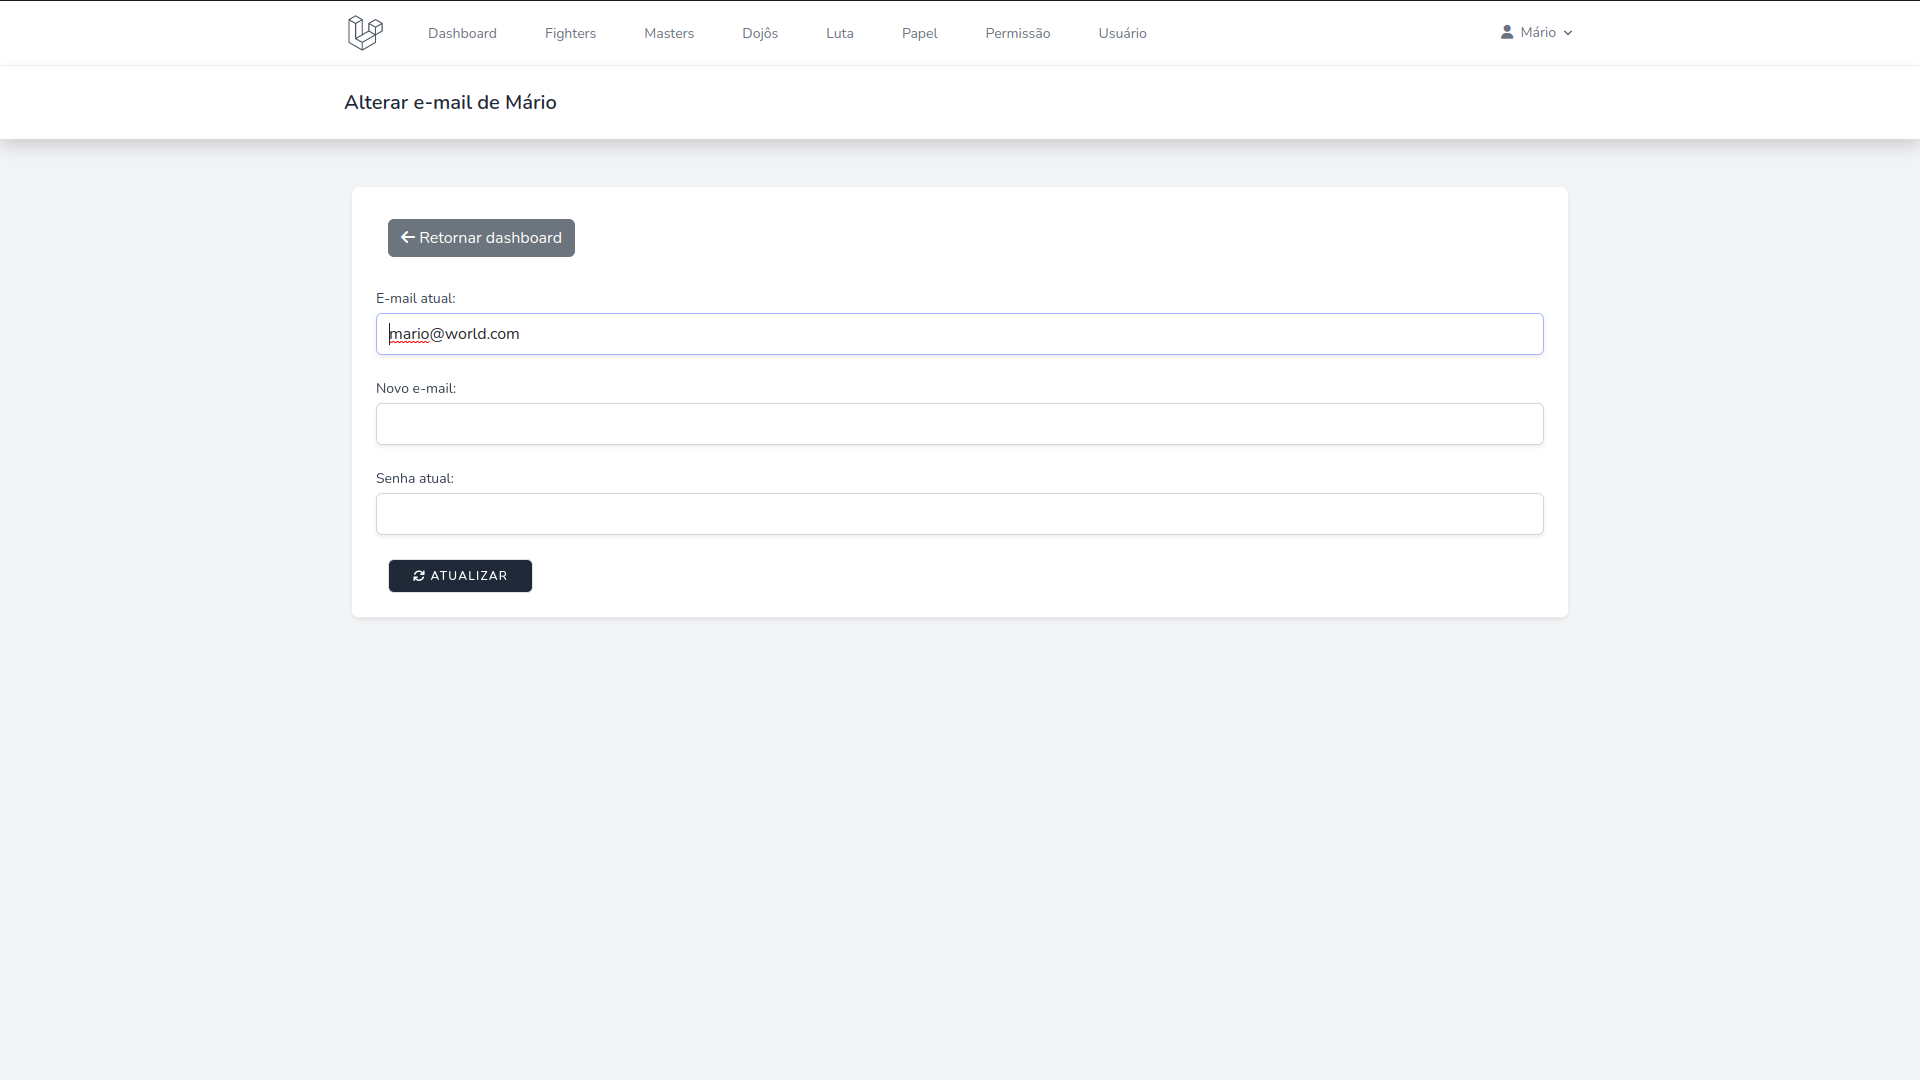 Dashboard Fighters Masters Dojôs Luta Papel Permissão Usuário Mário
Alterar e-mail de Mário
Retornar dashboard
E-mail atual:
mario@world.com
Novo e-mail:
Senha atual:
ATUALIZAR